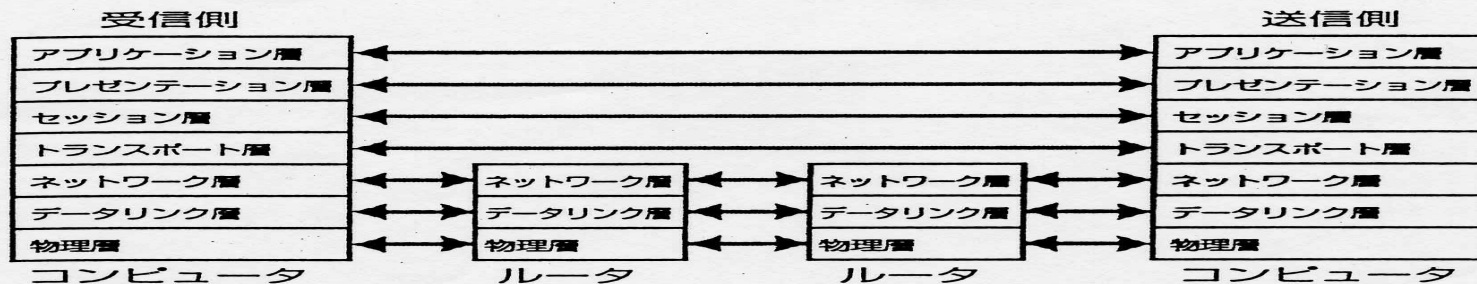 受信側 送信側
アプリケーション層 アプリケーション層
プレゼンテーション層 プレゼンテーション層
セッション層 セッション層
トランスポート層 トランスポート層
ネットワーク層 ネットワーク層 ネットワーク層 ネットワーク層
データリンク層 データリンク層 データリンク層 データリンク層
物理層 物理層 物理層 物理層
コンピュータ ルータ ルータ コンピュータ